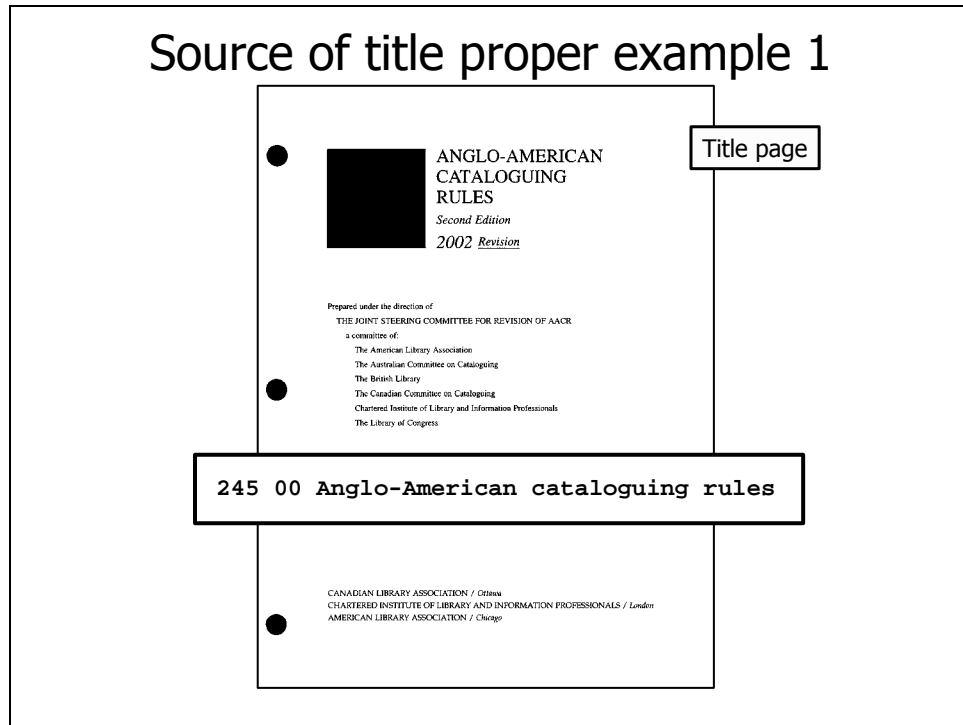 Source of title proper example 1
Title page
ANGLO-AMERICAN
CATALOGUING
RULES
Second Edition
2002 Revision
Prepared under the direction of
THE JOINT STEERING COMMITTEE FOR REVISION OF AACR
a committee of:
The American Library Association
The Australian Committee on Cataloguing
The British Library
The Canadian Committee on Cataloguing
Chartered Institute of Library and Information Professionals
The Library of Congress
245 00 Anglo-American cataloguing rules
CANADIAN LIBRARY ASSOCIATION / Ottawa
CHARTERED INSTITUTE OF LIBRARY AND INFORMATION PROFESSIONALS / London
AMERICAN LIBRARY ASSOCIATION / Chicago